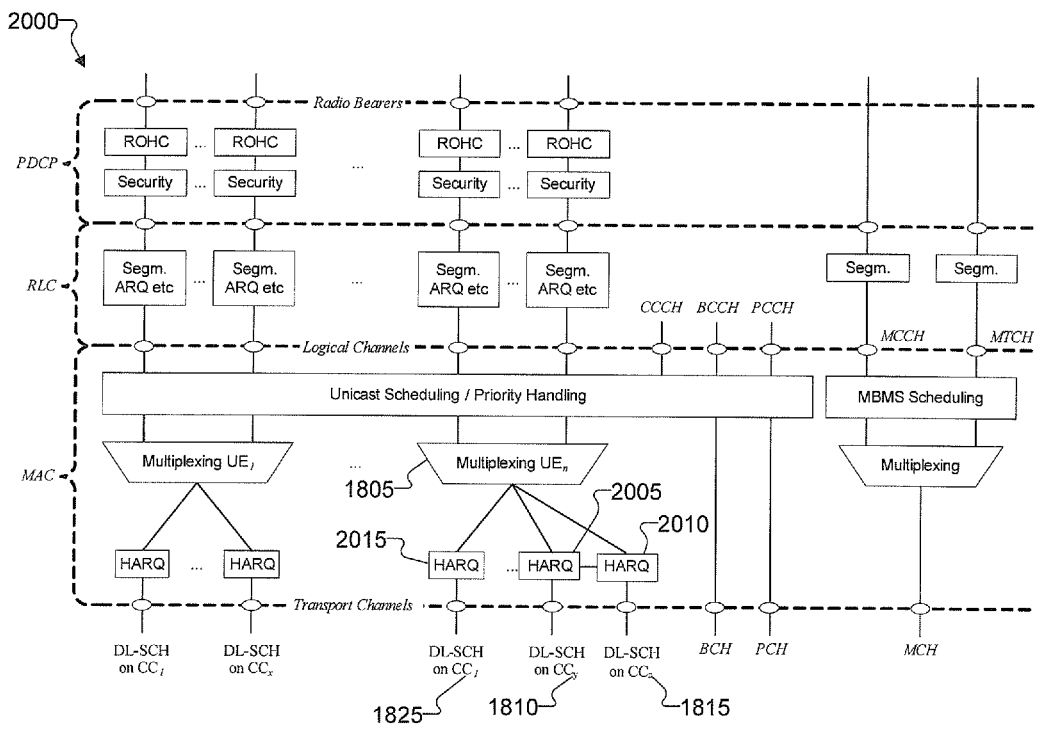 2000
Radio Bearers
ROHC ... ROHC ROHC ... ROHC
PDCP ...
Security ... Security Security ... Security
Segm. ARQ etc ... Segm. ARQ etc ... Segm. ARQ etc ... Segm. ARQ etc Segm. Segm.
RLC
CCCH BCCH PCCH
Logical Channels MCCH MTCH
Unicast Scheduling / Priority Handling MBMS Scheduling
Multiplexing UE1 ... Multiplexing UEn Multiplexing
MAC
1805
2005
2010
2015
HARQ ... HARQ HARQ ... HARQ HARQ
Transport Channels
DL-SCH on CC1 DL-SCH on CCx DL-SCH on CC1 DL-SCH on CCy DL-SCH on CCz BCH PCH MCH
1825 1810 1815